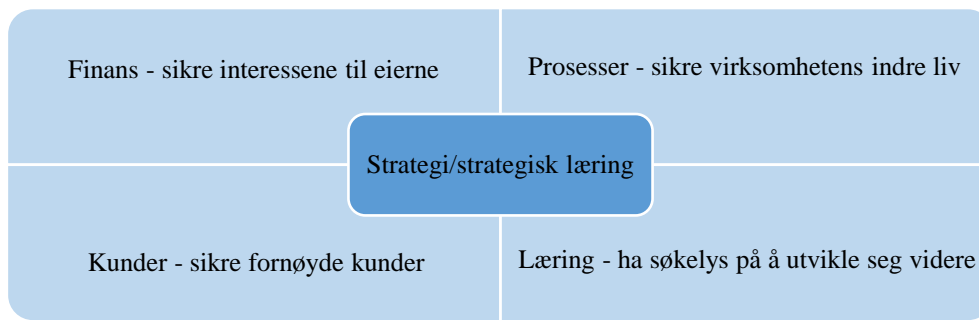 Finans - sikre interessene til eierne
Prosesser - sikre virksomhetens indre liv
Strategi/strategisk læring
Kunder - sikre fornøyde kunder
Læring - ha søkelys på å utvikle seg videre